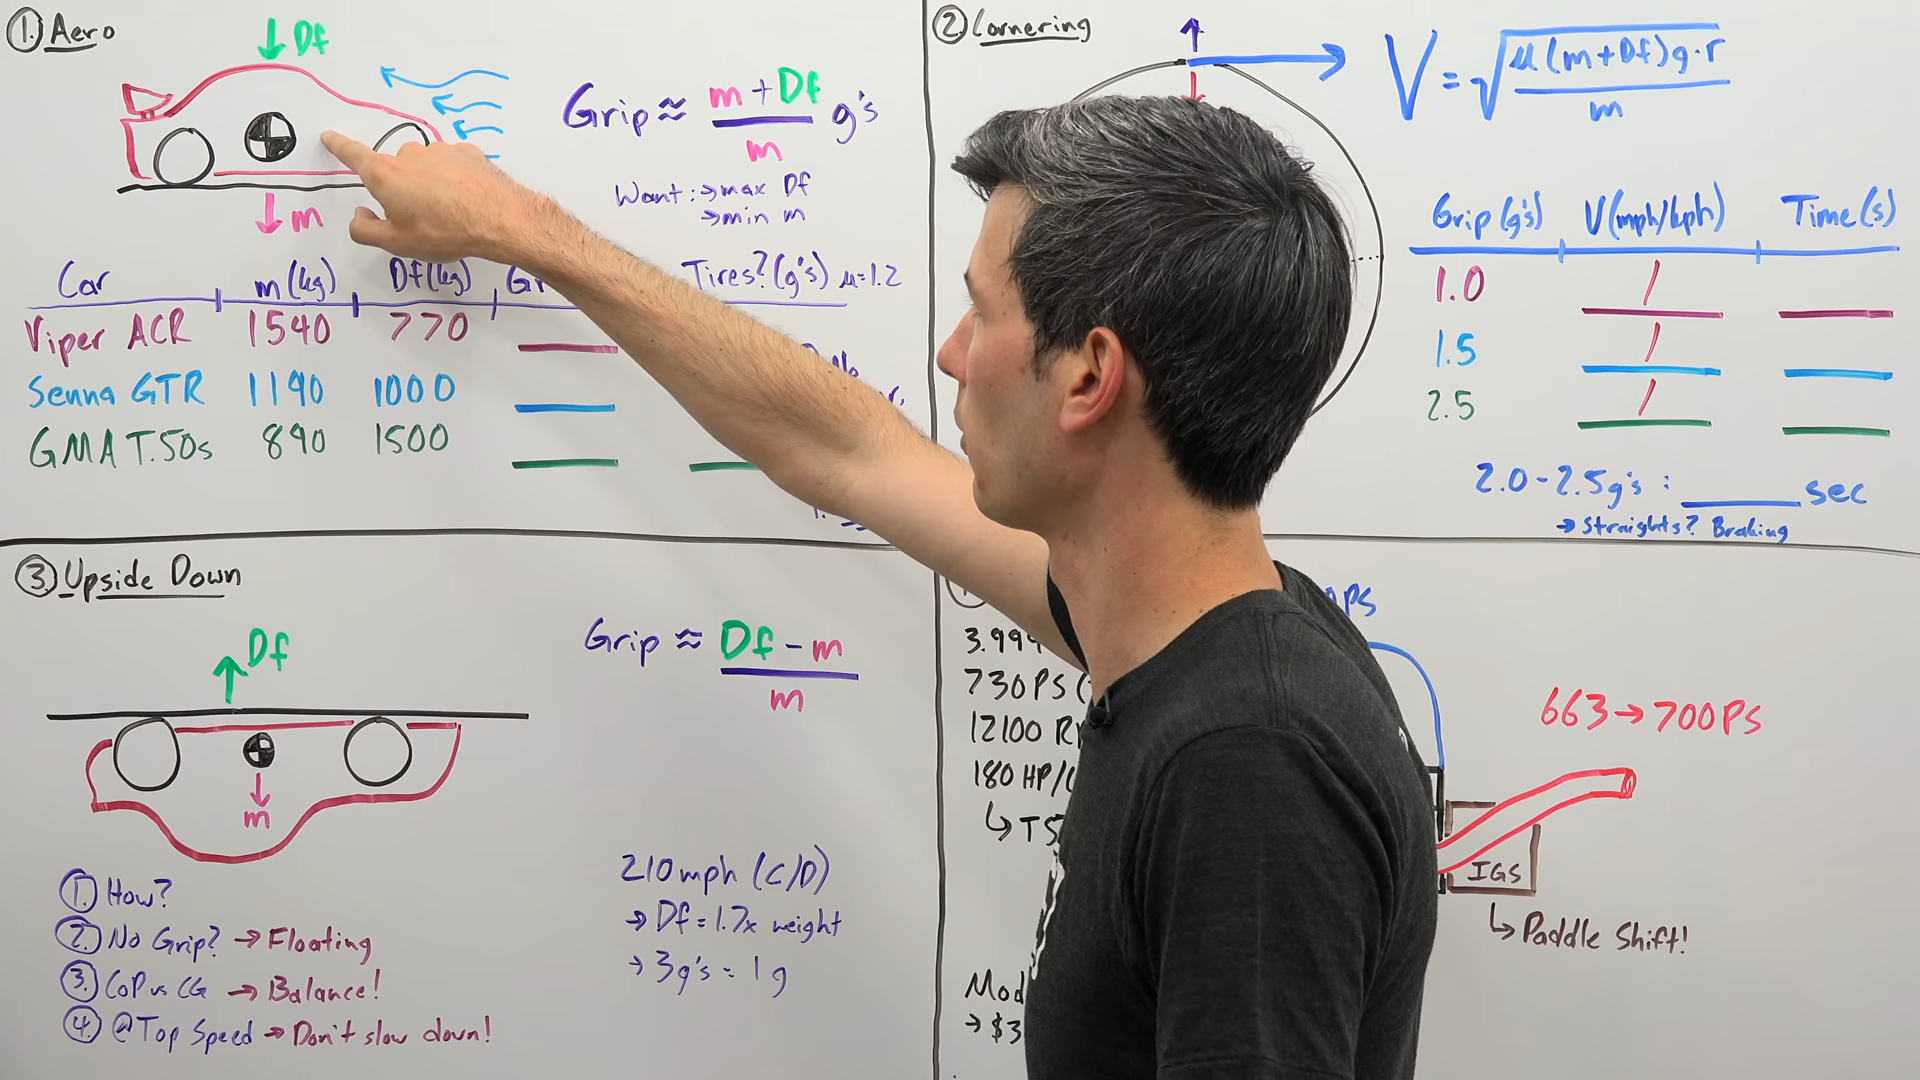 ① Aero
Df
m
Grip ≈ m + Df / m g's
Want: → max Df
→ min m
Car m (kg) Df (kg) Tires? (g's) μ=1.2
Viper ACR 1540 770
Senna GTR 1190 1000
GMA T.50s 890 1500
② Cornering
V = √ μ (m + Df) g · r / m
Grip (g's) V (mph/kph) Time (s)
1.0 /
1.5 /
2.5 /
2.0 - 2.5g's : ____ sec
→ Straights? Braking
③ Upside Down
Df
m
Grip ≈ Df - m / m
① How?
② No Grip? → Floating
③ CoP vs CG → Balance!
④ @ Top Speed → Don't slow down!
210 mph (C/D)
→ Df = 1.7x weight
→ 3g's = 1g
PS
730PS
12100
180 HP/
663 → 700PS
IGS
↳ Paddle Shift!